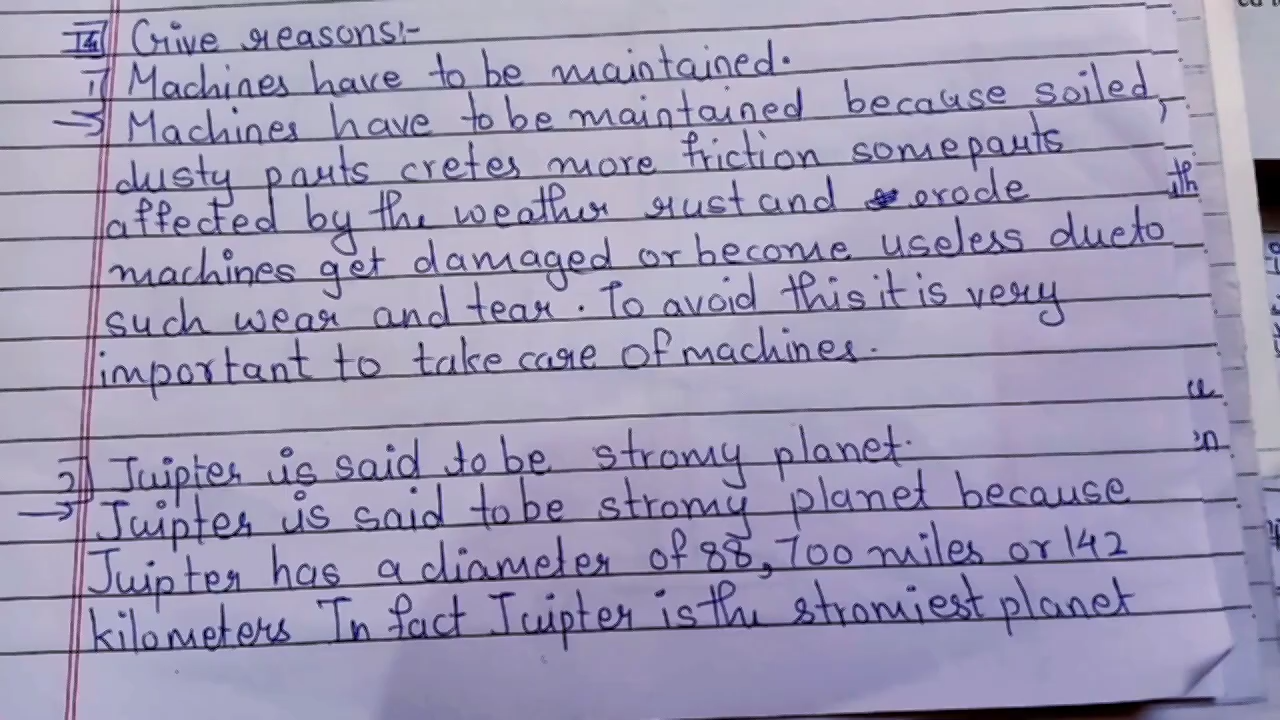 Give reasons:-
1) Machines have to be maintained.
→ Machines have to be maintained because soiled,
dusty parts cretes more friction some parts
affected by the weather rust and erode
machines get damaged or become useless due to
such wear and tear. To avoid this it is very
important to take care of machines.
2) Juipter is said to be stromy planet.
→ Juipter is said to be stromy planet because
Juipter has a diameter of 88,700 miles or 142
kilometers In fact Juipter is the stromiest planet